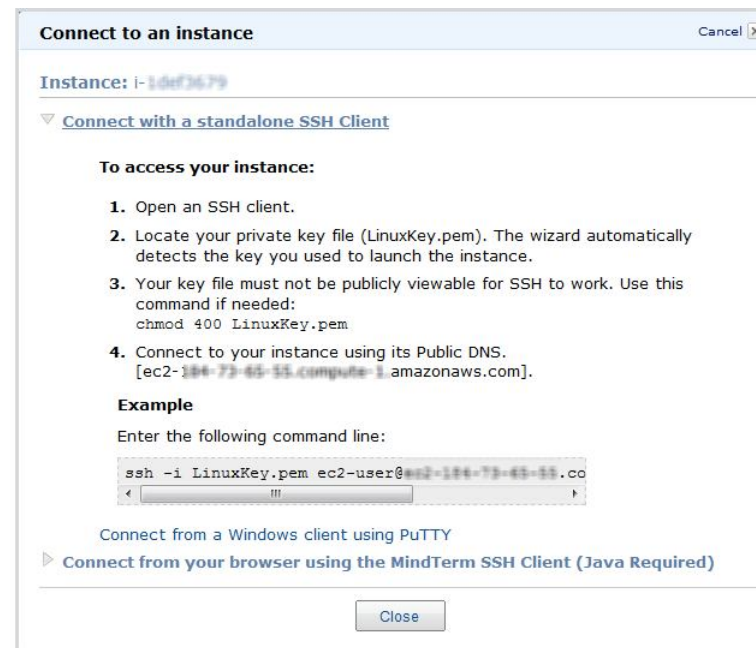 Connect to an instance
Cancel X
Instance: i-
Connect with a standalone SSH Client
To access your instance:
1. Open an SSH client.
2. Locate your private key file (LinuxKey.pem). The wizard automatically
detects the key you used to launch the instance.
3. Your key file must not be publicly viewable for SSH to work. Use this
command if needed:
chmod 400 LinuxKey.pem
4. Connect to your instance using its Public DNS.
[ec2- amazonaws.com].
Example
Enter the following command line:
ssh -i LinuxKey.pem ec2-user@ .co
Connect from a Windows client using PuTTY
Connect from your browser using the MindTerm SSH Client (Java Required)
Close